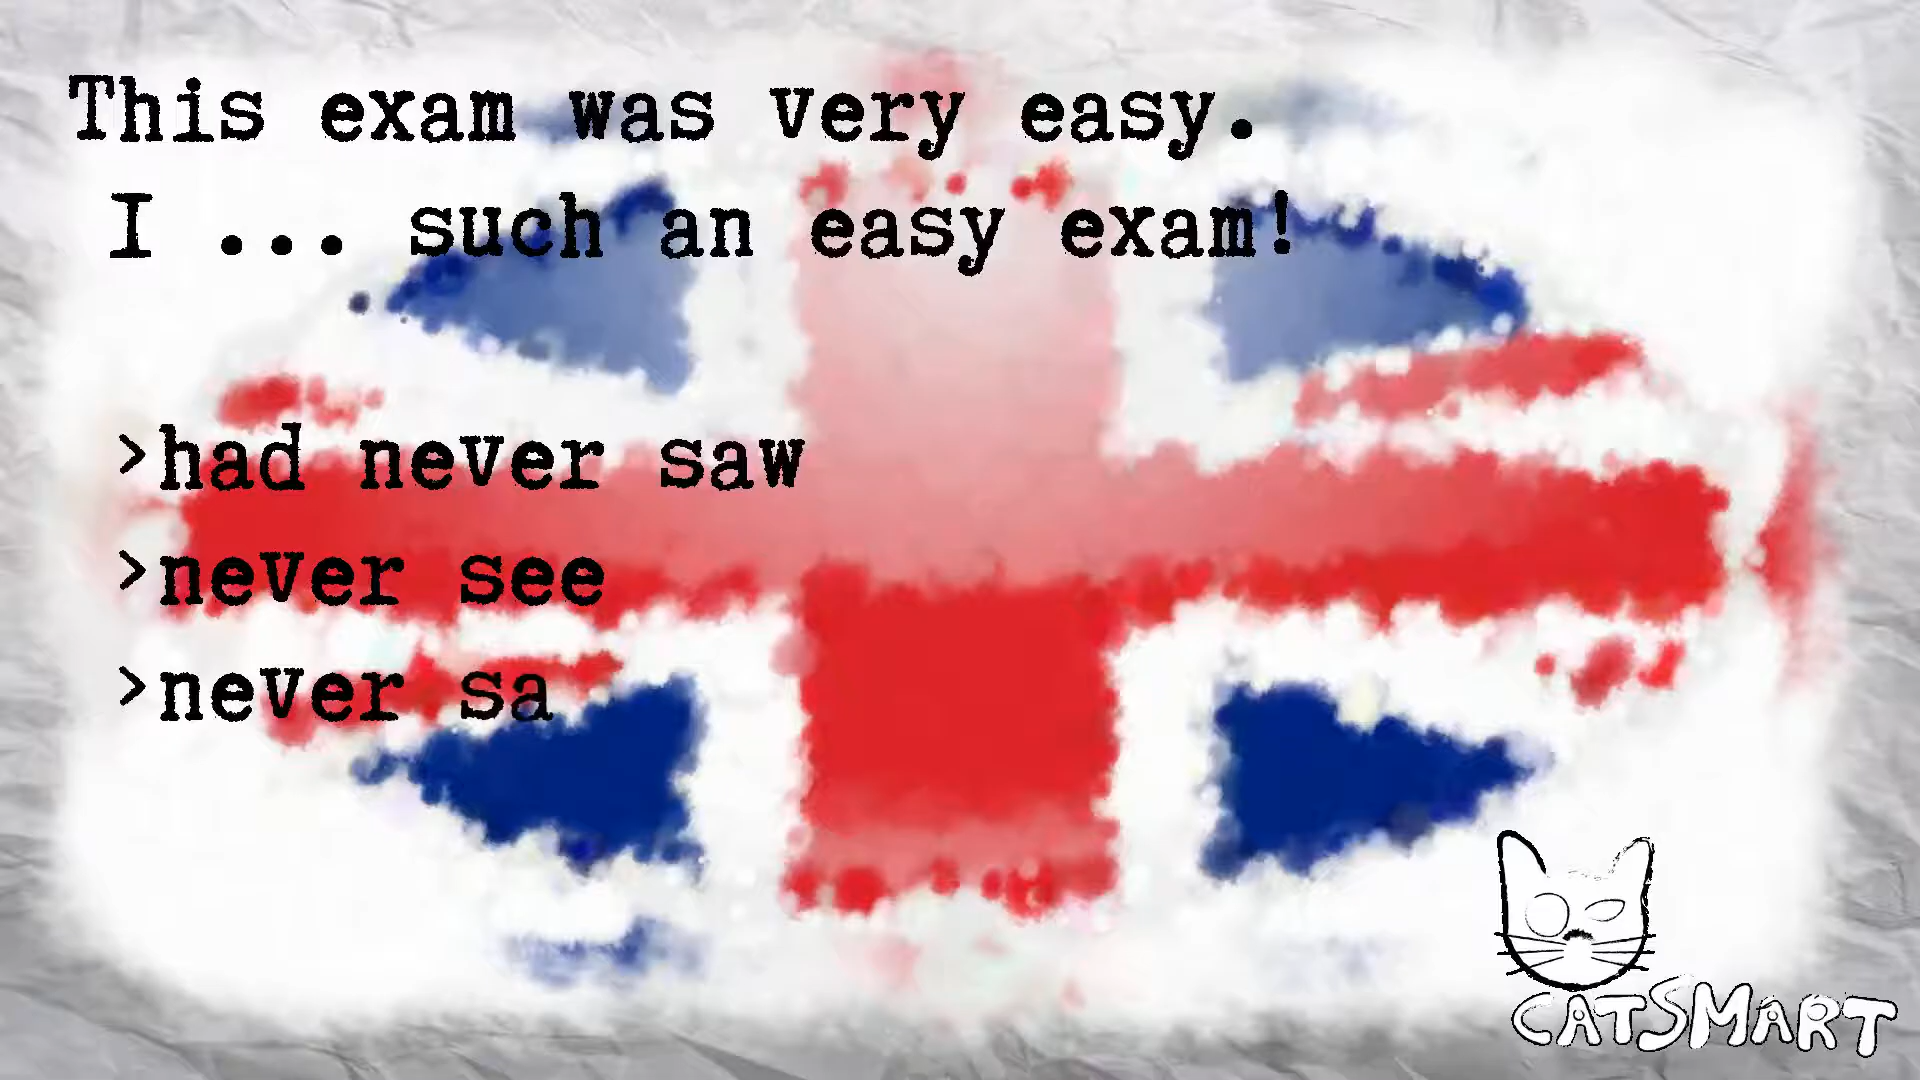 This exam was very easy.
I ... such an easy exam!
>had never saw
>never see
>never sa
CATSMART